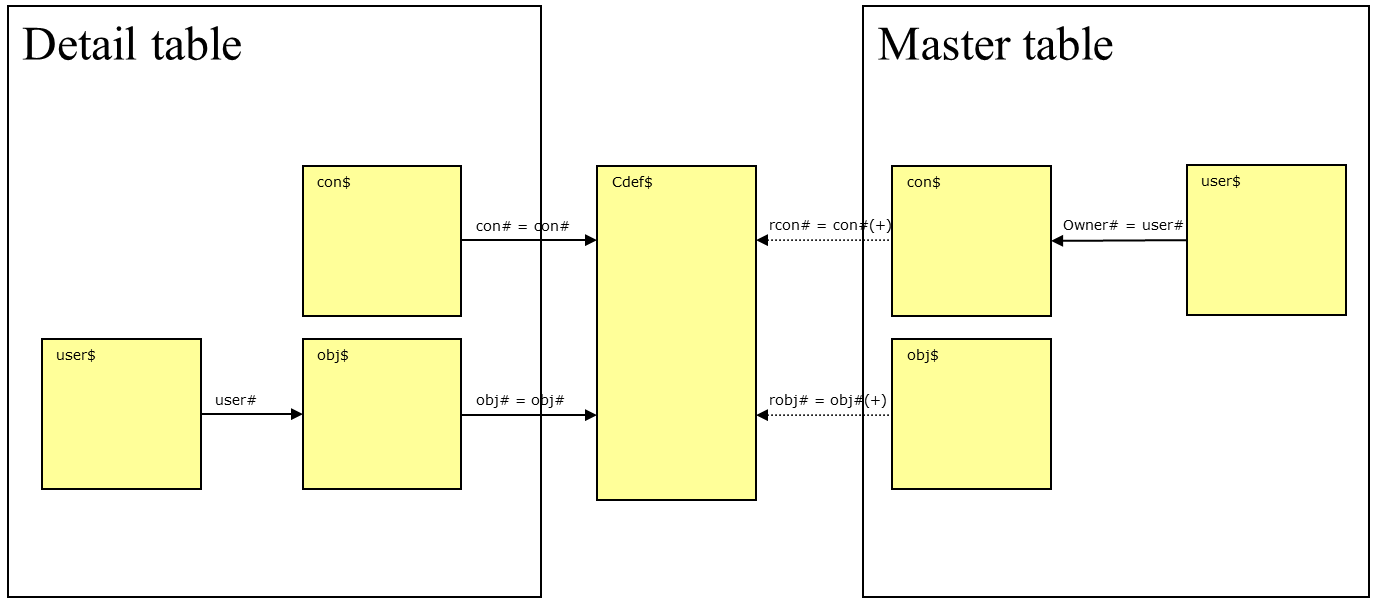 Detail table
Master table
con$
Cdef$
con$
user$
con# = con#
rcon# = con#(+)
Owner# = user#
user$
obj$
obj$
user#
obj# = obj#
robj# = obj#(+)